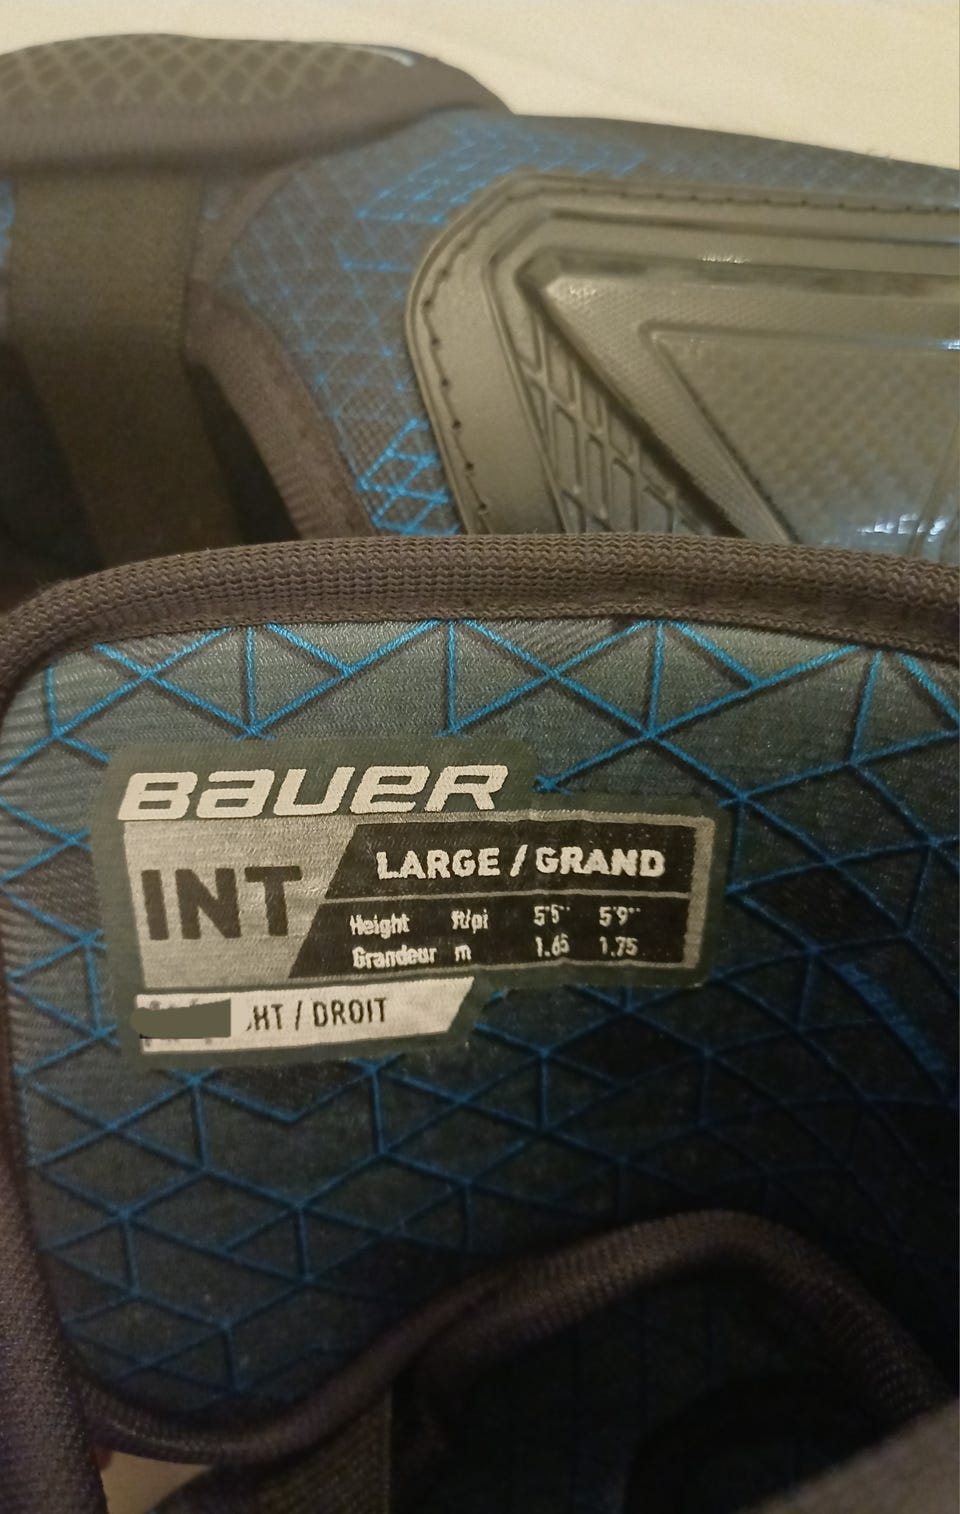 BAUER
INT
LARGE / GRAND
Height ft/pi 5'5" 5'9"
Grandeur m 1.65 1.75
HT / DROIT